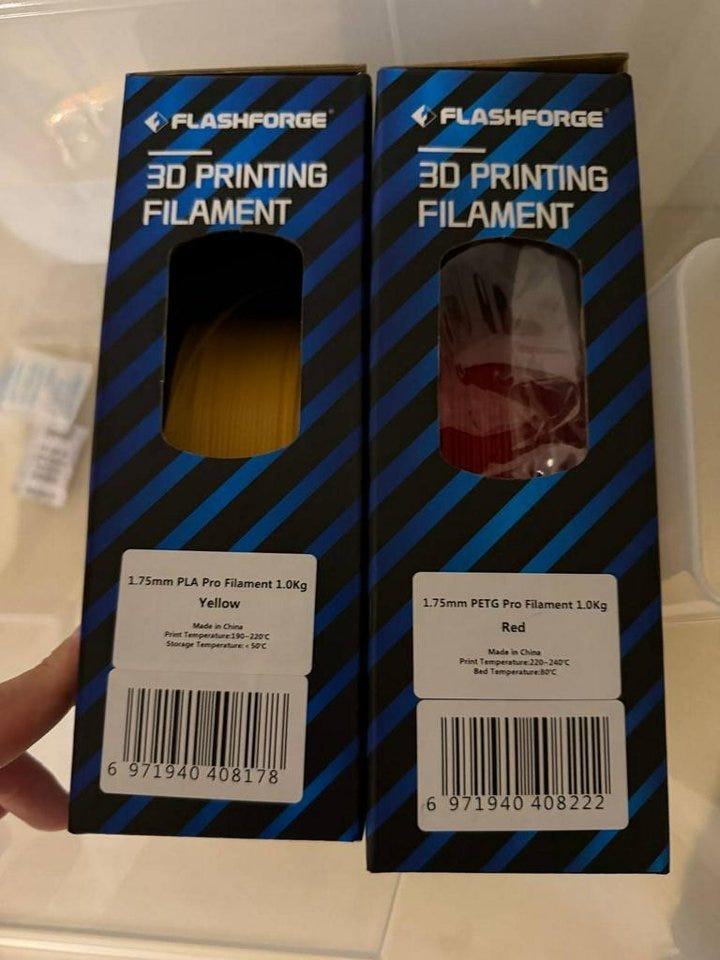 FLASHFORGE
3D PRINTING
FILAMENT
1.75mm PLA Pro Filament 1.0Kg
Yellow
Made in China
Print Temperature:190~220℃
Storage Temperature: < 50℃
6 971940 408178
FLASHFORGE
3D PRINTING
FILAMENT
1.75mm PETG Pro Filament 1.0Kg
Red
Made in China
Print Temperature:220~240℃
Bed Temperature:80℃
6 971940 408222